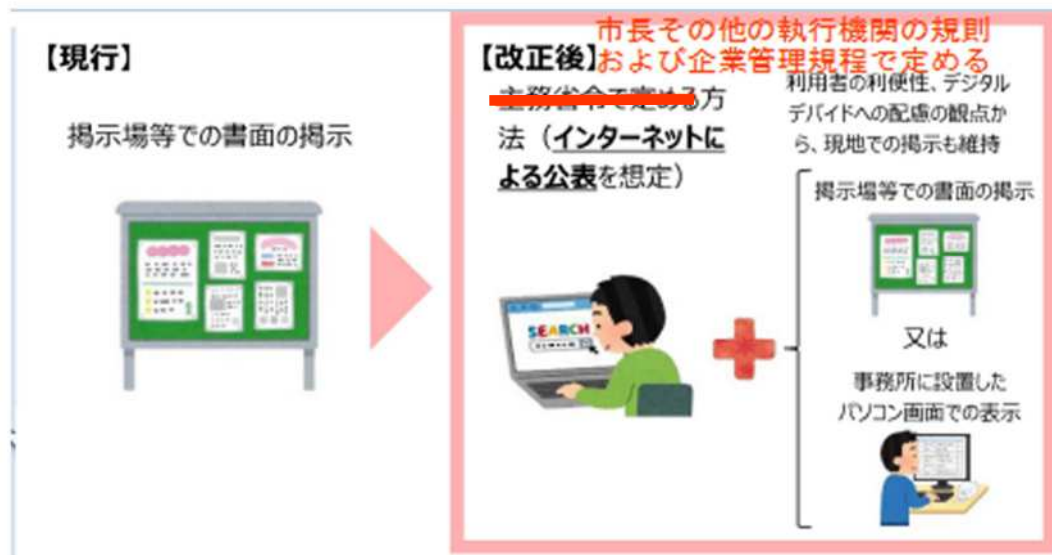 【現行】
掲示場等での書面の掲示
【改正後】
市長その他の執行機関の規則
および企業管理規程で定める
主務省令で定める方
法（インターネットに
よる公表を想定）
SEARCH
利用者の利便性、デジタル
デバイドへの配慮の観点か
ら、現地での掲示も維持
掲示場等での書面の掲示
又は
事務所に設置した
パソコン画面での表示